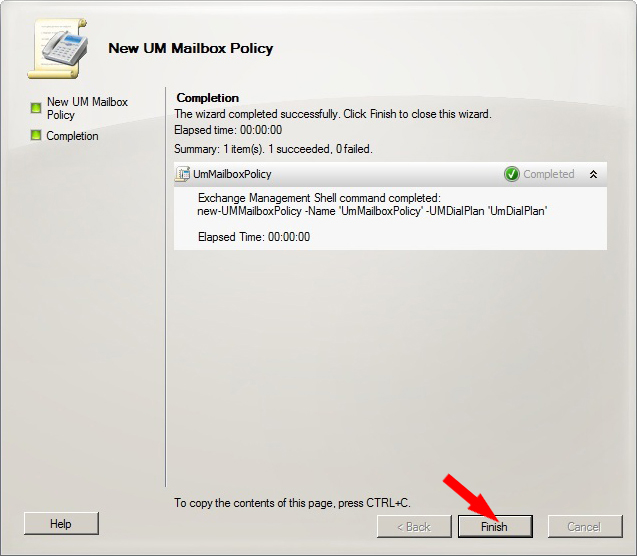 New UM Mailbox Policy
New UM Mailbox
Policy
Completion
Completion
The wizard completed successfully. Click Finish to close this wizard.
Elapsed time: 00:00:00
Summary: 1 item(s). 1 succeeded, 0 failed.
UmMailboxPolicy
Completed
Exchange Management Shell command completed:
new-UMMailboxPolicy -Name 'UmMailboxPolicy' -UMDialPlan 'UmDialPlan'
Elapsed Time: 00:00:00
To copy the contents of this page, press CTRL+C.
Help
< Back
Finish
Cancel